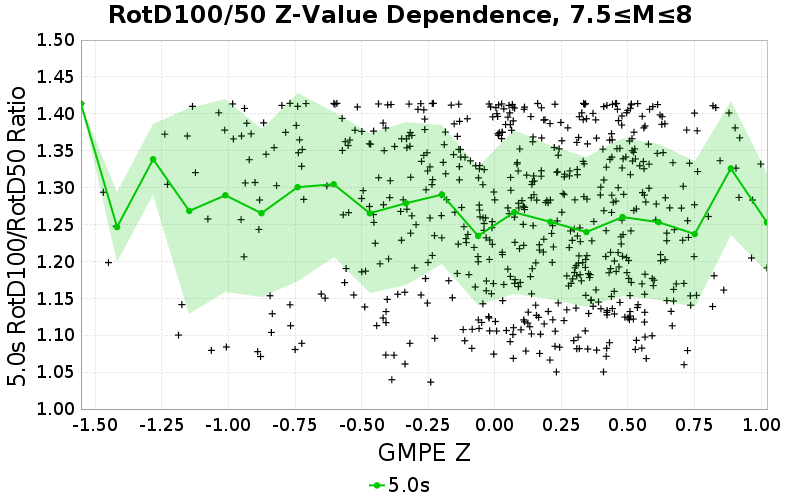 RotD100/50 Z-Value Dependence, 7.5≤M≤8
5.0s RotD100/RotD50 Ratio
1.50
1.45
1.40
1.35
1.30
1.25
1.20
1.15
1.10
1.05
1.00
-1.50 -1.25 -1.00 -0.75 -0.50 -0.25 0.00 0.25 0.50 0.75 1.00
GMPE Z
5.0s